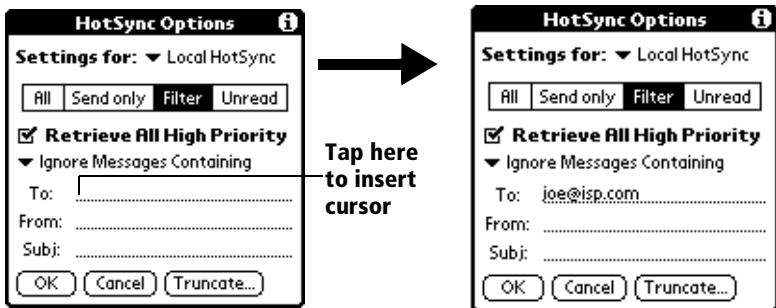 HotSync Options
Settings for: Local HotSync
All Send only Filter Unread
Retrieve All High Priority
Ignore Messages Containing
To:
From:
Subj:
OK Cancel Truncate...
Tap here
to insert
cursor
HotSync Options
Settings for: Local HotSync
All Send only Filter Unread
Retrieve All High Priority
Ignore Messages Containing
To: joe@isp.com
From:
Subj:
OK Cancel Truncate...